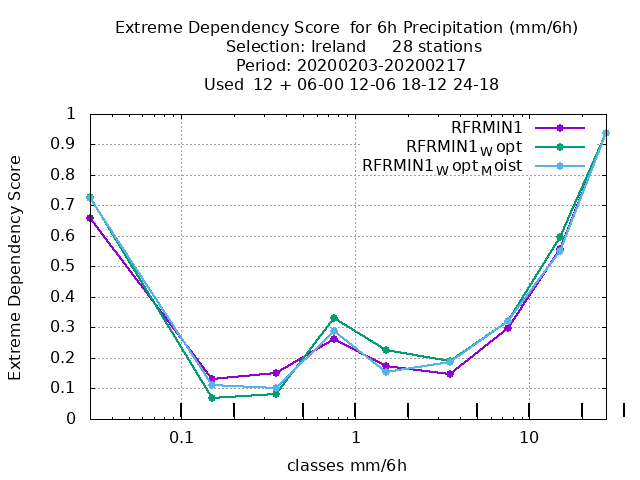 Extreme Dependency Score  for 6h Precipitation (mm/6h)
Selection: Ireland     28 stations
Period: 20200203-20200217
Used  12 + 06-00 12-06 18-12 24-18
Extreme Dependency Score
1
0.9
0.8
0.7
0.6
0.5
0.4
0.3
0.2
0.1
0
RFRMIN1
RFRMIN1Wopt
RFRMIN1WoptMoist
0.1 1 10
classes mm/6h